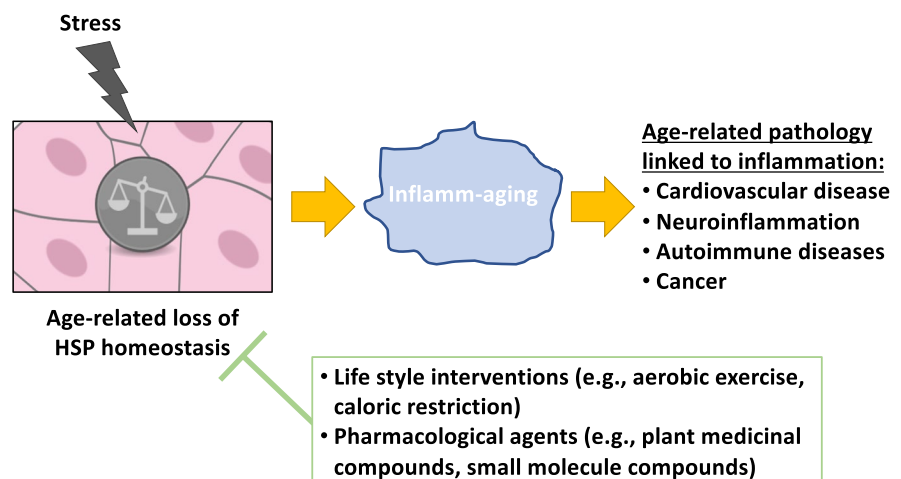 Stress
Age-related loss of
HSP homeostasis
Inflamm-aging
Age-related pathology
linked to inflammation:
• Cardiovascular disease
• Neuroinflammation
• Autoimmune diseases
• Cancer
• Life style interventions (e.g., aerobic exercise,
caloric restriction)
• Pharmacological agents (e.g., plant medicinal
compounds, small molecule compounds)